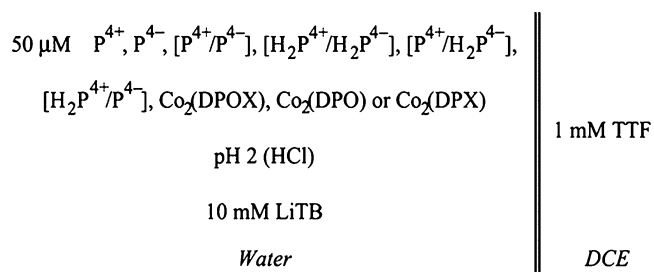 50 µM P⁴⁺, P⁴⁻, [P⁴⁺/P⁴⁻], [H₂P⁴⁺/H₂P⁴⁻], [P⁴⁺/H₂P⁴⁻],
[H₂P⁴⁺/P⁴⁻], Co₂(DPOX), Co₂(DPO) or Co₂(DPX)
pH 2 (HCl)
10 mM LiTB
Water
1 mM TTF
DCE